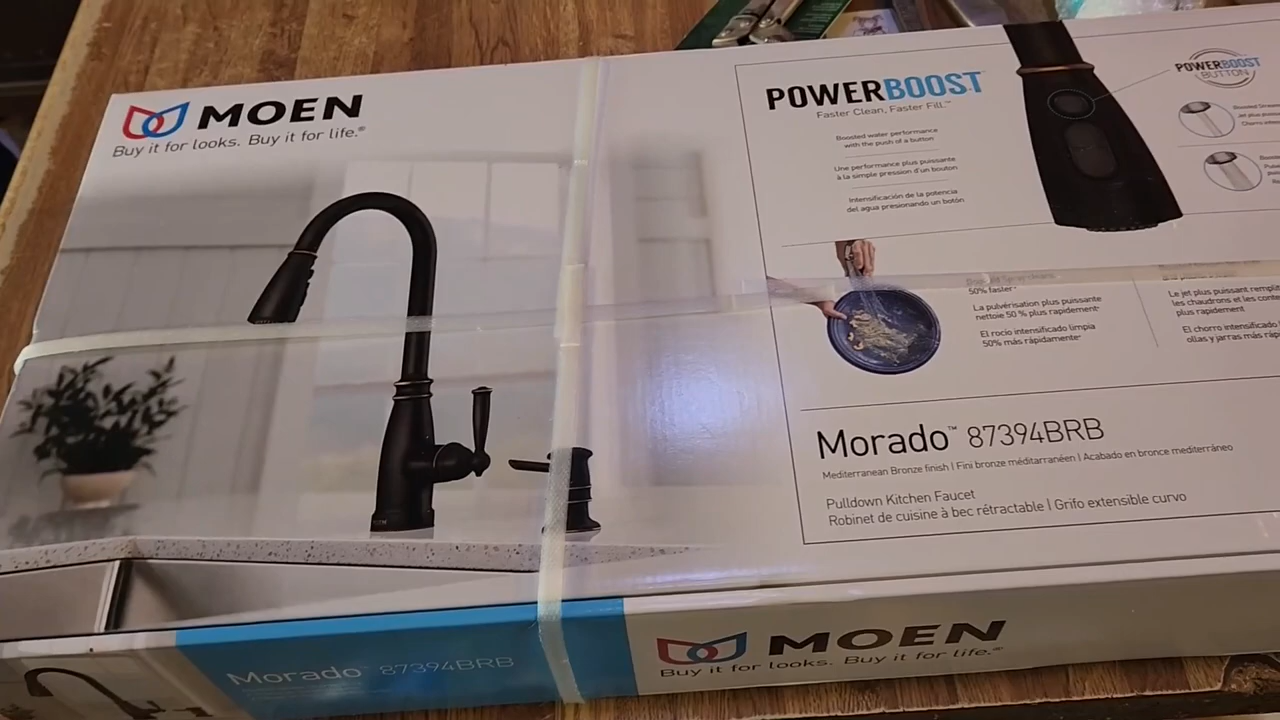 MOEN
Buy it for looks. Buy it for life.®
POWERBOOST™
Faster Clean, Faster Fill.™
Boosted water performance
with the push of a button
Une performance plus puissante
à la simple pression d'un bouton
Intensificación de la potencia
del agua presionando un botón
POWERBOOST
BUTTON
50% faster*
La pulvérisation plus puissante
nettoie 50 % plus rapidement*
El rocío intensificado limpia
50% más rápidamente*
Le jet plus puissant remplit
les chaudrons et les
plus rapidement
El chorro intensificado
ollas y jarras más
Morado™ 87394BRB
Mediterranean Bronze finish | Fini bronze méditarranéen | Acabado en bronce mediterráneo
Pulldown Kitchen Faucet
Robinet de cuisine à bec rétractable | Grifo extensible curvo
Morado™ 87394BRB
MOEN
Buy it for looks. Buy it for life.®